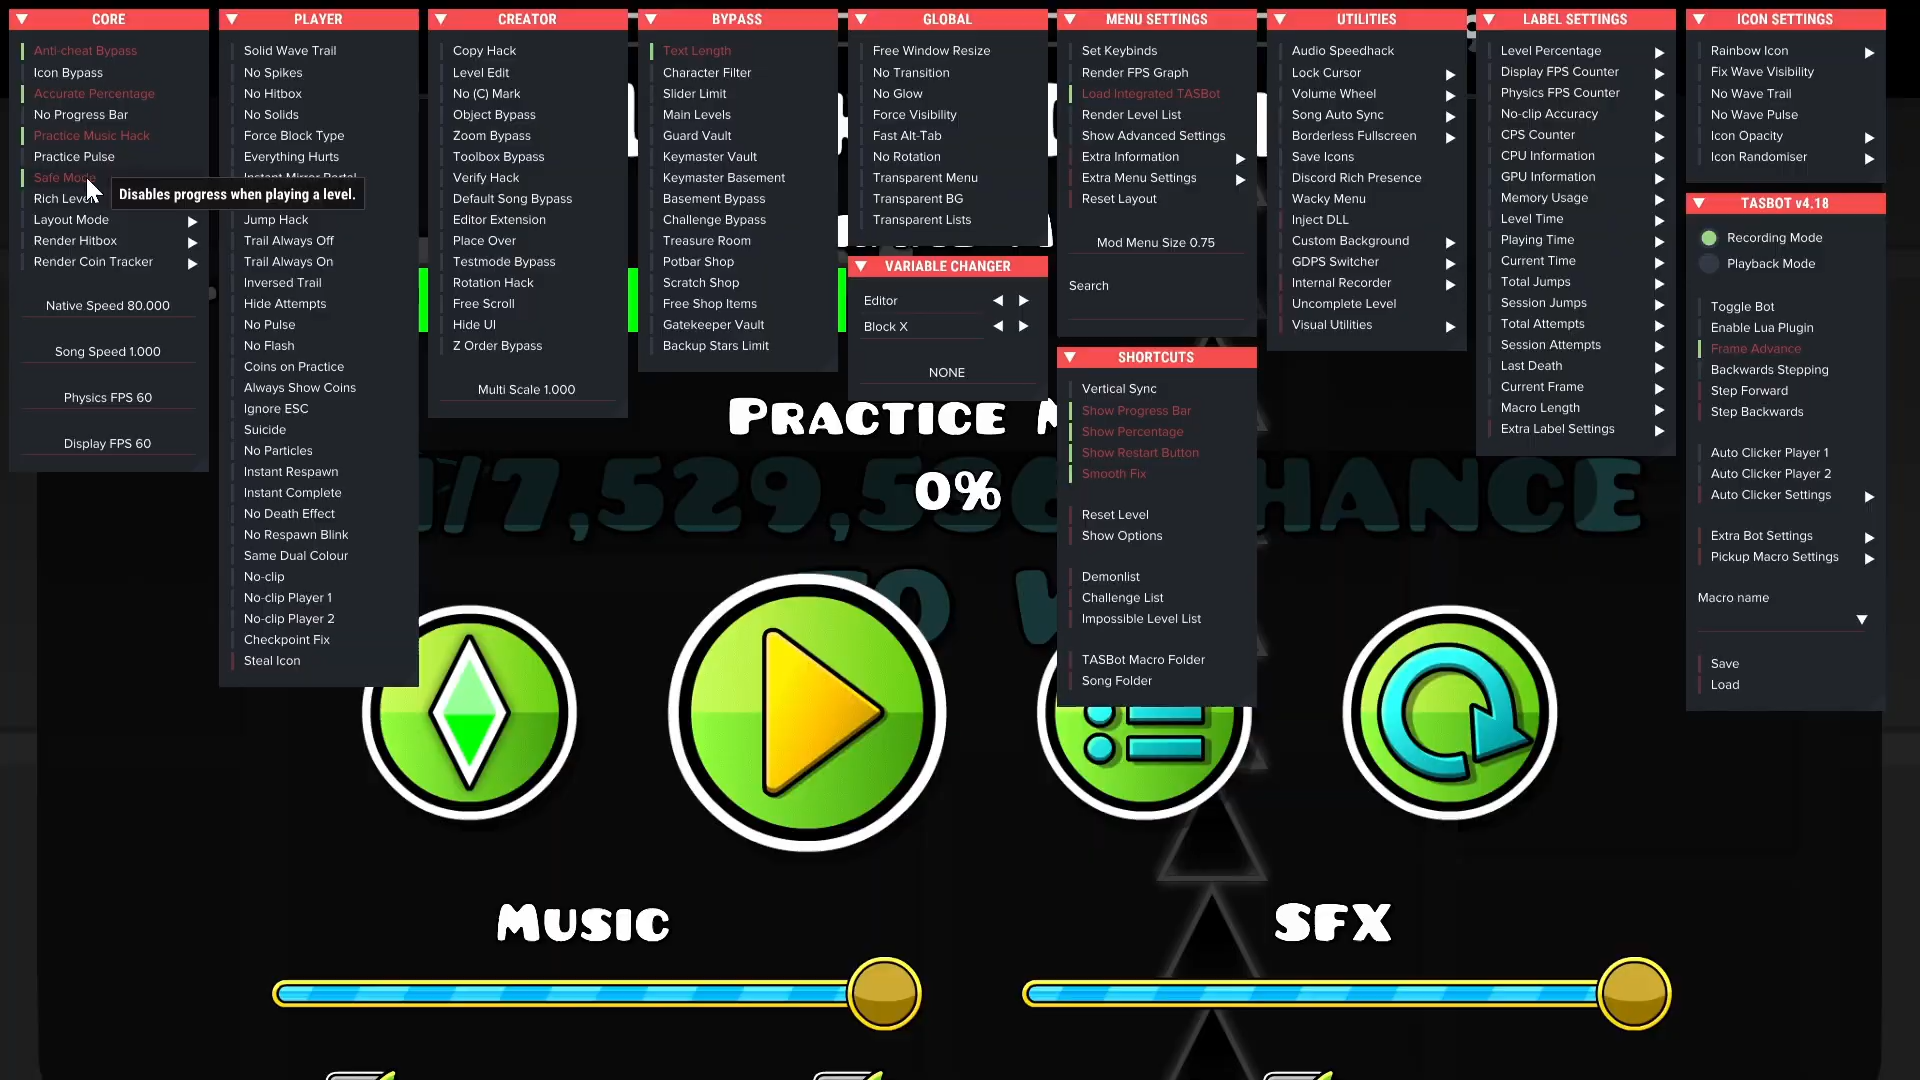 CORE
Anti-cheat Bypass
Icon Bypass
Accurate Percentage
No Progress Bar
Practice Music Hack
Practice Pulse
Safe Mode
Disables progress when playing a level.
Layout Mode
Render Hitbox
Render Coin Tracker
Native Speed 80.000
Song Speed 1.000
Physics FPS 60
Display FPS 60
PLAYER
Solid Wave Trail
No Spikes
No Hitbox
No Solids
Force Block Type
Everything Hurts
Instant Mirror Portal
Jump Hack
Trail Always Off
Trail Always On
Inversed Trail
Hide Attempts
No Pulse
No Flash
Coins on Practice
Always Show Coins
Ignore ESC
Suicide
No Particles
Instant Respawn
Instant Complete
No Death Effect
No Respawn Blink
Same Dual Colour
No-clip
No-clip Player 1
No-clip Player 2
Checkpoint Fix
Steal Icon
CREATOR
Copy Hack
Level Edit
No (C) Mark
Object Bypass
Zoom Bypass
Toolbox Bypass
Verify Hack
Default Song Bypass
Editor Extension
Place Over
Testmode Bypass
Rotation Hack
Free Scroll
Hide UI
Z Order Bypass
Multi Scale 1.000
BYPASS
Text Length
Character Filter
Slider Limit
Main Levels
Guard Vault
Keymaster Vault
Keymaster Basement
Basement Bypass
Challenge Bypass
Treasure Room
Potbar Shop
Scratch Shop
Free Shop Items
Gatekeeper Vault
Backup Stars Limit
GLOBAL
Free Window Resize
No Transition
No Glow
Force Visibility
Fast Alt-Tab
No Rotation
Transparent Menu
Transparent BG
Transparent Lists
VARIABLE CHANGER
Editor
Block X
NONE
MENU SETTINGS
Set Keybinds
Render FPS Graph
Load Integrated TASBot
Render Level List
Show Advanced Settings
Extra Information
Extra Menu Settings
Reset Layout
Mod Menu Size 0.75
Search
SHORTCUTS
Vertical Sync
Show Progress Bar
Show Percentage
Show Restart Button
Smooth Fix
Reset Level
Show Options
Demonlist
Challenge List
Impossible Level List
TASBot Macro Folder
Song Folder
UTILITIES
Audio Speedhack
Lock Cursor
Volume Wheel
Song Auto Sync
Borderless Fullscreen
Save Icons
Discord Rich Presence
Wacky Menu
Inject DLL
Custom Background
GDPS Switcher
Internal Recorder
Uncomplete Level
Visual Utilities
LABEL SETTINGS
Level Percentage
Display FPS Counter
Physics FPS Counter
No-clip Accuracy
CPS Counter
CPU Information
GPU Information
Memory Usage
Level Time
Playing Time
Current Time
Total Jumps
Session Jumps
Total Attempts
Session Attempts
Last Death
Current Frame
Macro Length
Extra Label Settings
ICON SETTINGS
Rainbow Icon
Fix Wave Visibility
No Wave Trail
No Wave Pulse
Icon Opacity
Icon Randomiser
TASBOT v4.18
Recording Mode
Playback Mode
Toggle Bot
Enable Lua Plugin
Frame Advance
Backwards Stepping
Step Forward
Step Backwards
Auto Clicker Player 1
Auto Clicker Player 2
Auto Clicker Settings
Extra Bot Settings
Pickup Macro Settings
Macro name
Save
Load
Practice
0%
Music
SFX